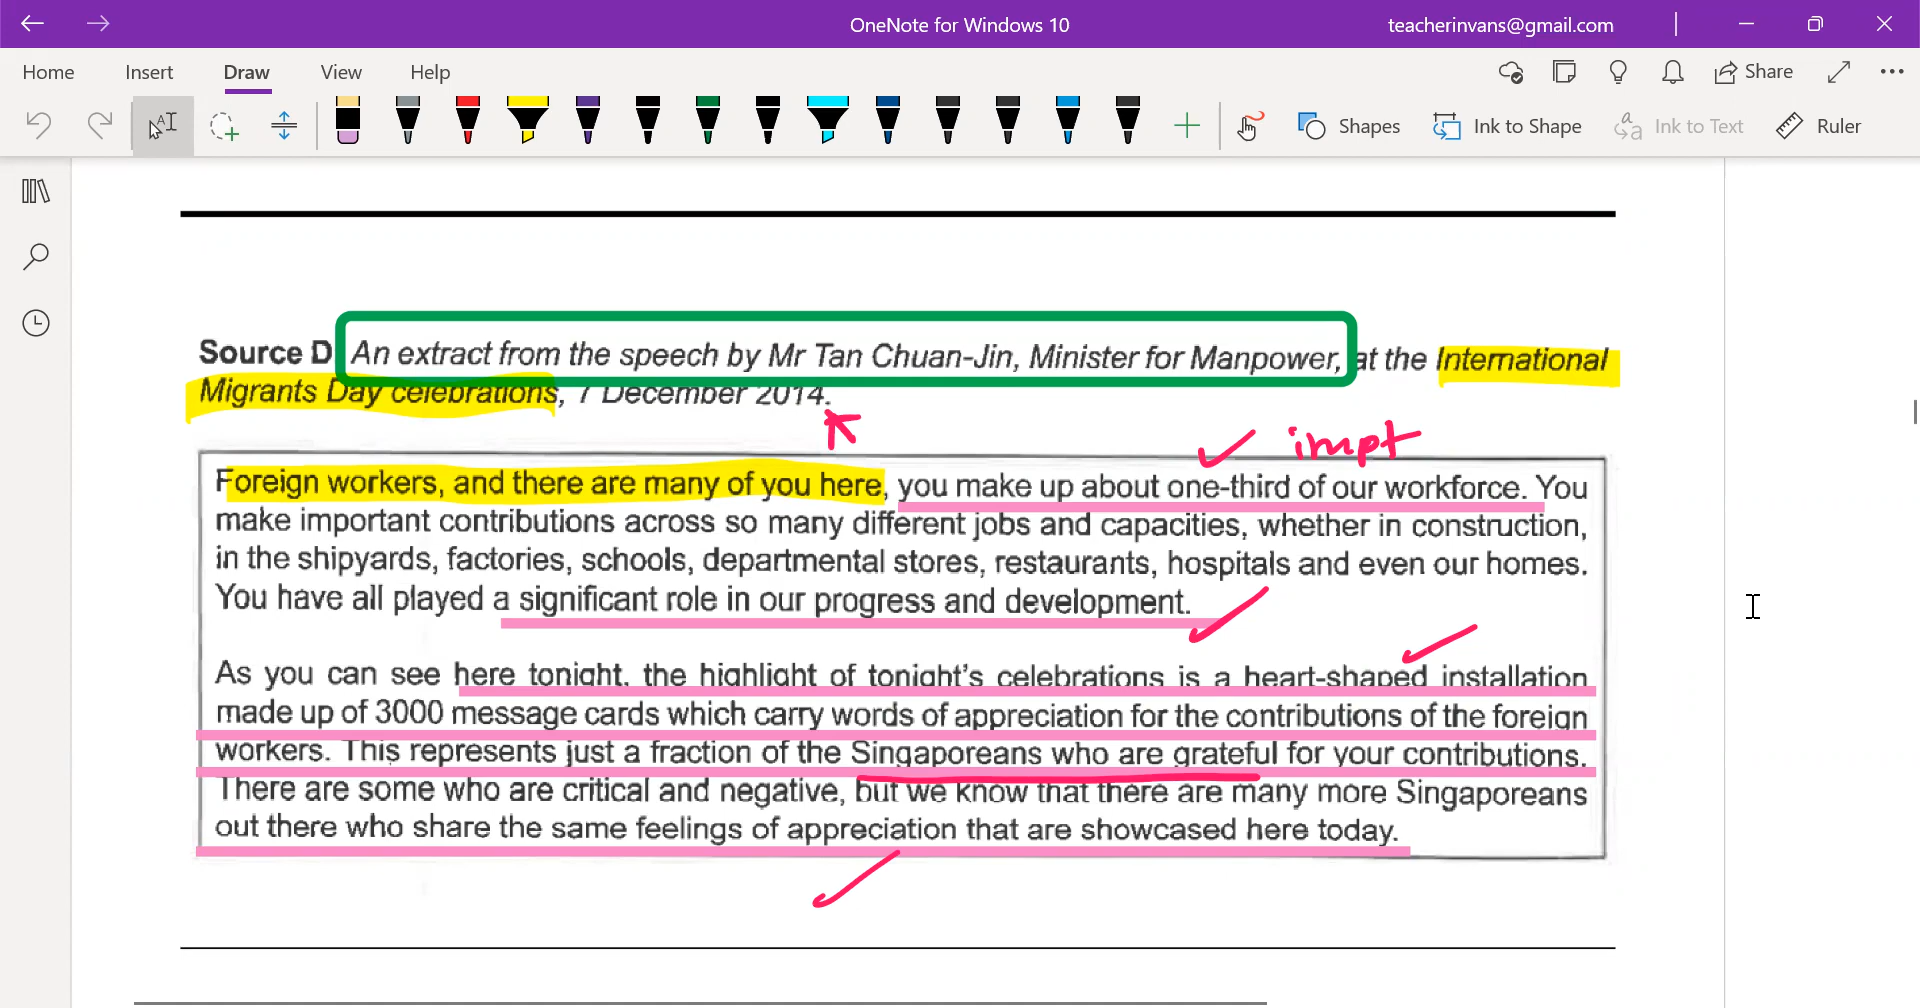 OneNote for Windows 10
teacherinvans@gmail.com
Home Insert Draw View Help
Share
Shapes Ink to Shape Ink to Text Ruler
Source D An extract from the speech by Mr Tan Chuan-Jin, Minister for Manpower, at the International
Migrants Day celebrations, 7 December 2014.
impt
Foreign workers, and there are many of you here, you make up about one-third of our workforce. You
make important contributions across so many different jobs and capacities, whether in construction,
in the shipyards, factories, schools, departmental stores, restaurants, hospitals and even our homes.
You have all played a significant role in our progress and development.
As you can see here tonight, the highlight of tonight's celebrations is a heart-shaped installation
made up of 3000 message cards which carry words of appreciation for the contributions of the foreign
workers. This represents just a fraction of the Singaporeans who are grateful for your contributions.
There are some who are critical and negative, but we know that there are many more Singaporeans
out there who share the same feelings of appreciation that are showcased here today.